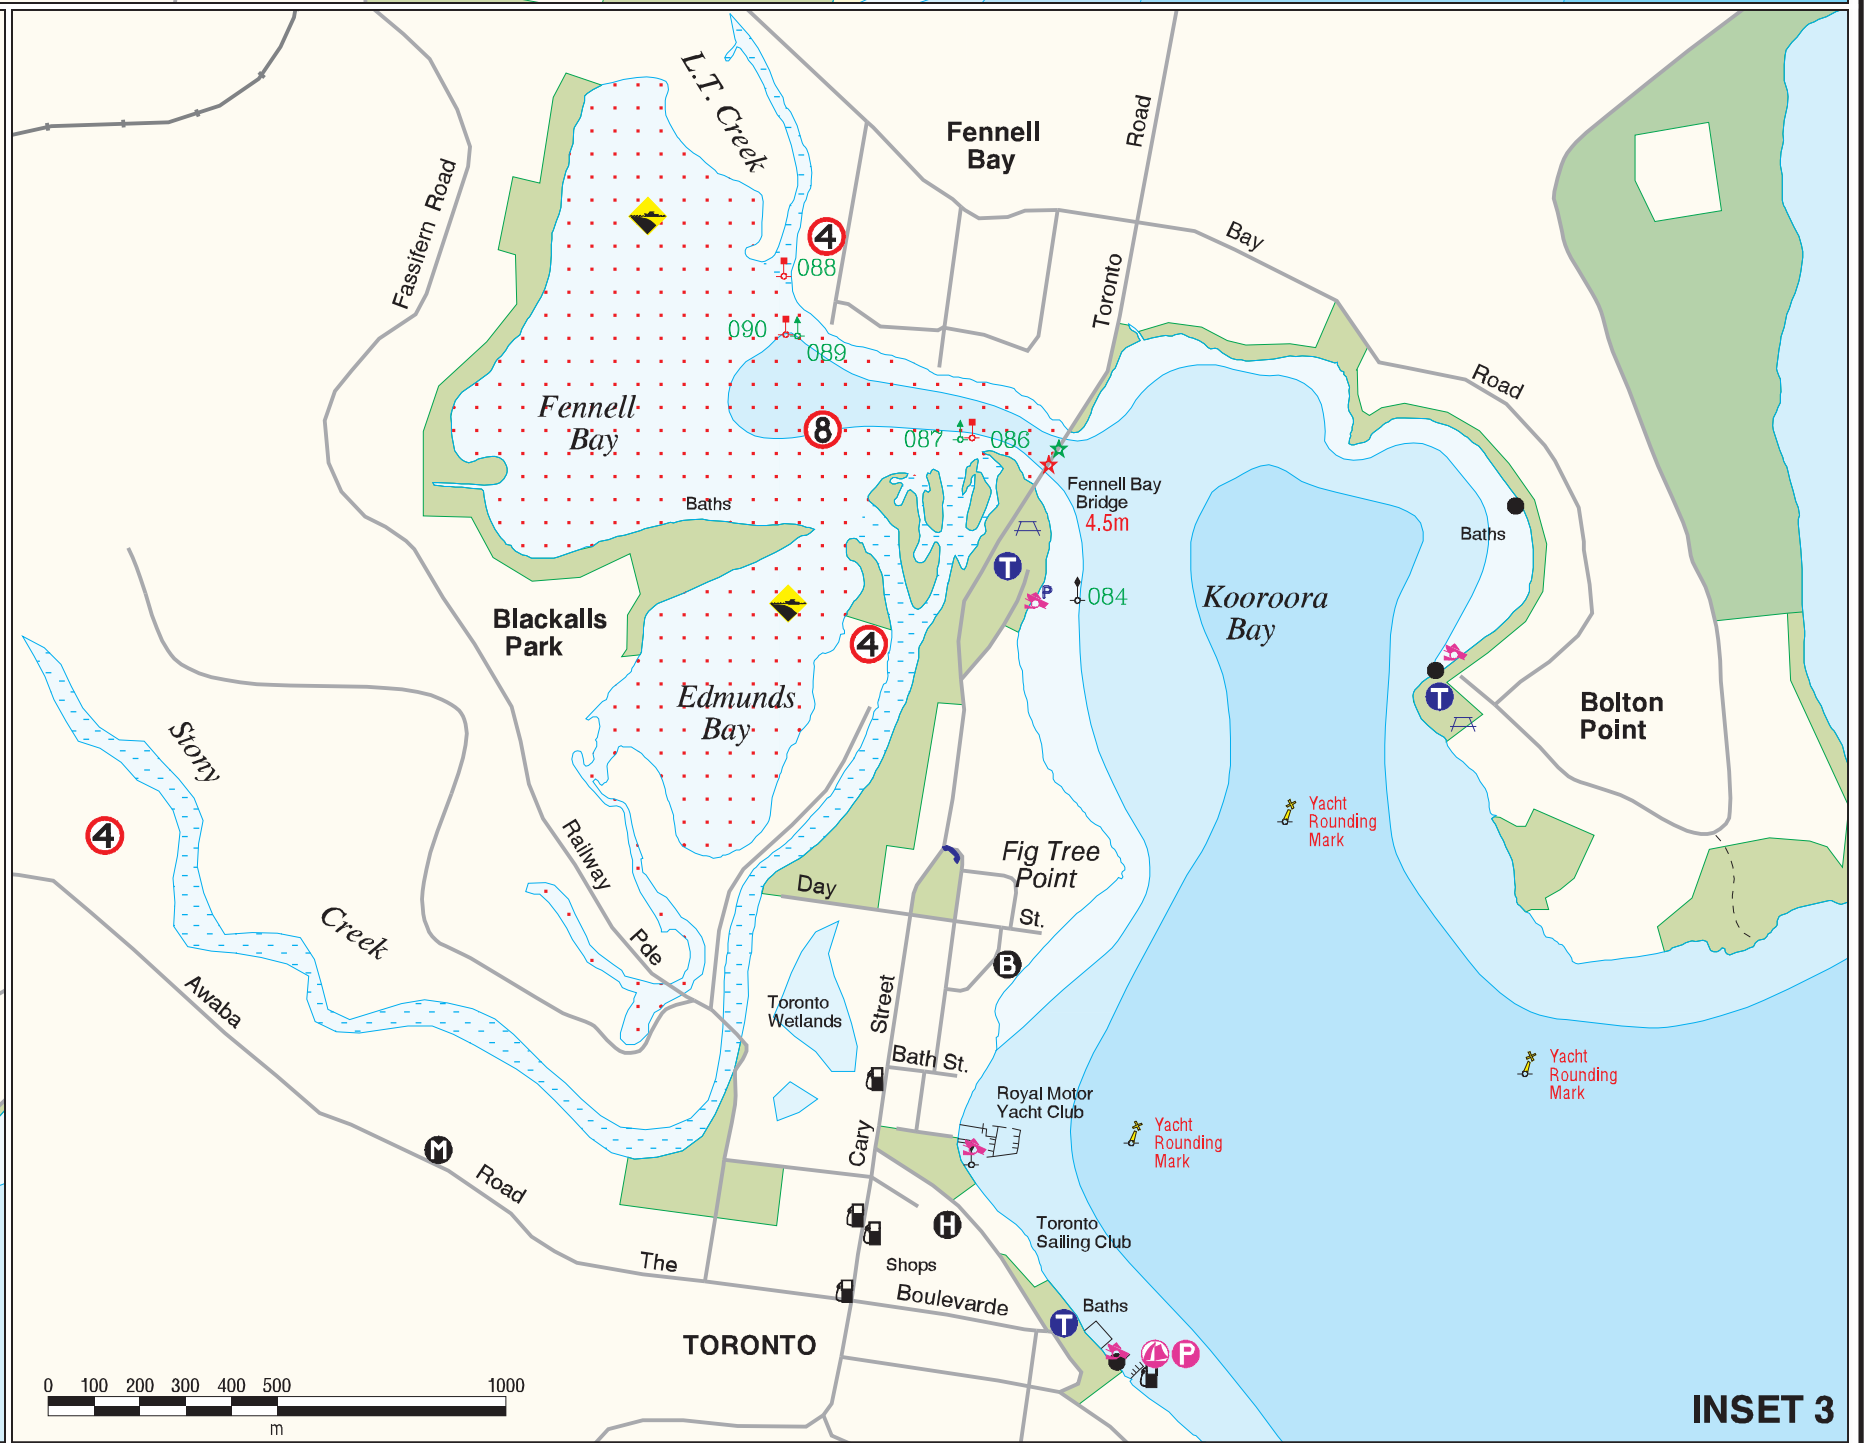 L.T. Creek
Fennell
Bay
Road
Fassifern Road
4
088
Bay
Toronto
090
089
Road
Fennell
Bay
8
087
086
Fennell Bay
Bridge
4.5m
Baths
Baths
T
P
084
Kooroora
Bay
Blackalls
Park
4
T
Bolton
Point
Edmunds
Bay
Stony
Yacht
Rounding
Mark
4
Railway
Fig Tree
Point
Day
St.
Creek
Pde
B
Awaba
Toronto
Wetlands
Street
Bath St.
Yacht
Rounding
Mark
Royal Motor
Yacht Club
Yacht
Rounding
Mark
Cary
M
Road
H
Toronto
Sailing Club
The
Shops
Boulevarde
Baths
T
TORONTO
P
0 100 200 300 400 500 1000
m
INSET 3